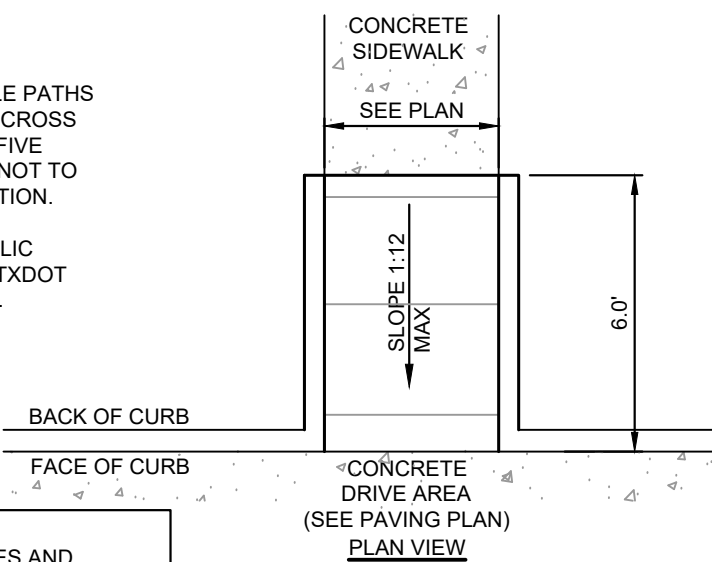 CONCRETE
SIDEWALK
SEE PLAN
LE PATHS
CROSS
FIVE
NOT TO
TION.
LIC
TXDOT
SLOPE 1:12
MAX
6.0'
BACK OF CURB
FACE OF CURB
CONCRETE
DRIVE AREA
(SEE PAVING PLAN)
PLAN VIEW
ES AND